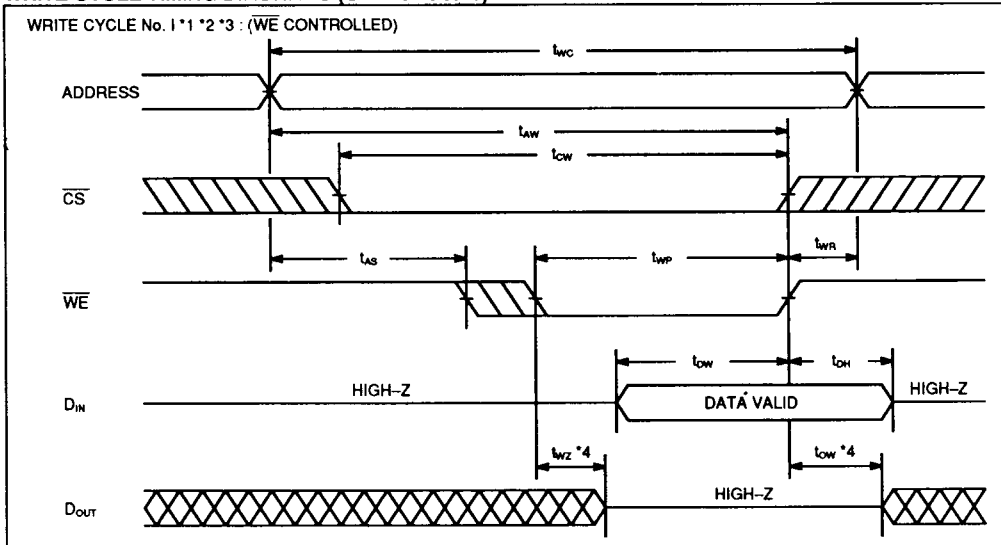 WRITE CYCLE No. I *1 *2 *3 : (WE CONTROLLED)
tWC
ADDRESS
tAW
tCW
CS
tAS
tWP
tWR
WE
tDW
tDH
HIGH–Z
HIGH–Z
DIN
DATA VALID
tWZ *4
tOW *4
HIGH–Z
DOUT